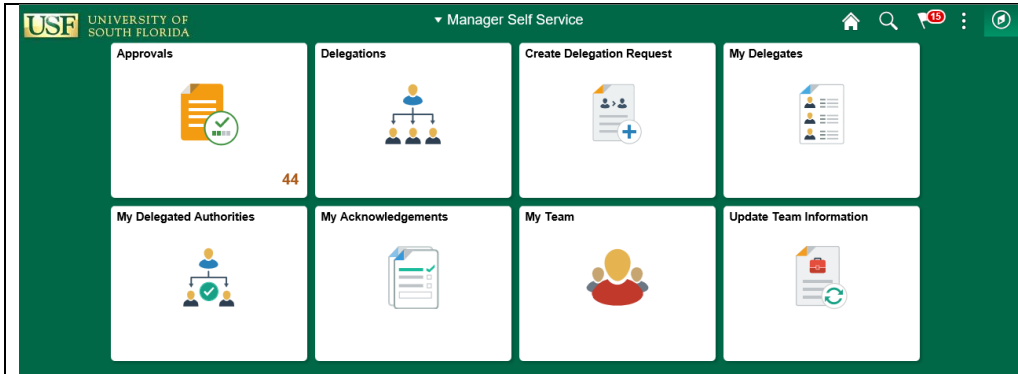 USF UNIVERSITY OF
SOUTH FLORIDA
Manager Self Service
15
Approvals
Delegations
Create Delegation Request
My Delegates
44
My Delegated Authorities
My Acknowledgements
My Team
Update Team Information